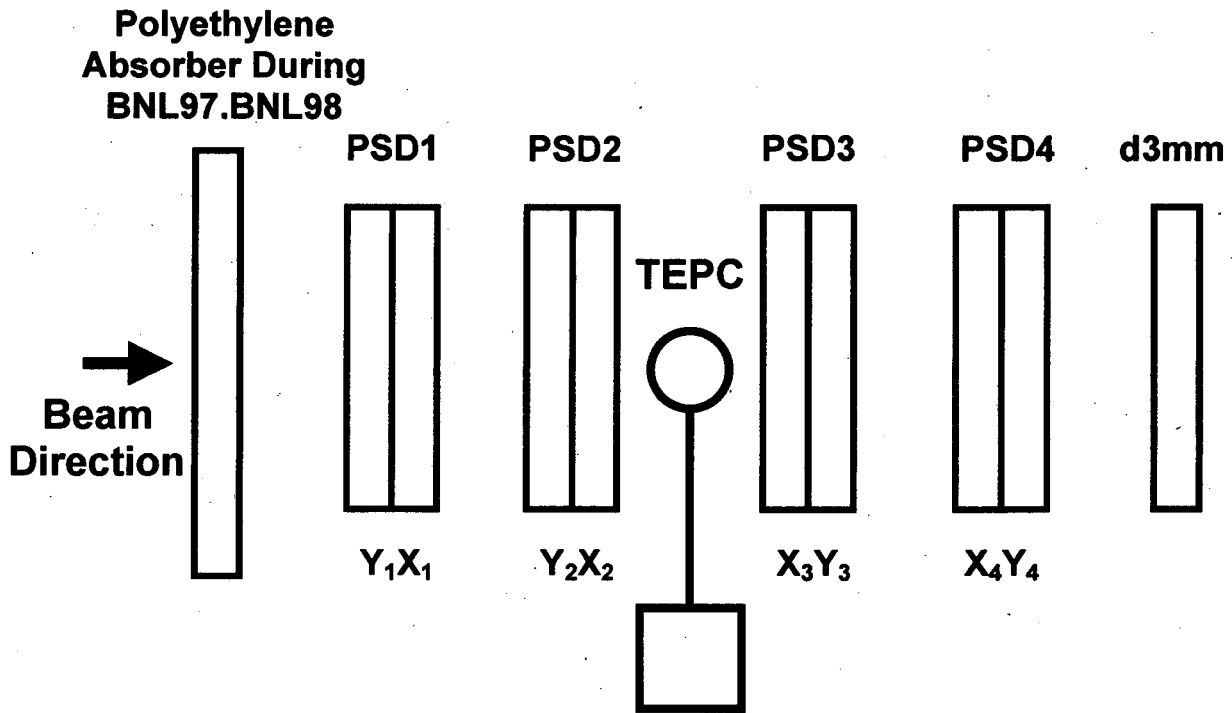 Polyethylene
Absorber During
BNL97.BNL98
PSD1
PSD2
PSD3
PSD4
d3mm
TEPC
Beam
Direction
Y₁X₁
Y₂X₂
X₃Y₃
X₄Y₄